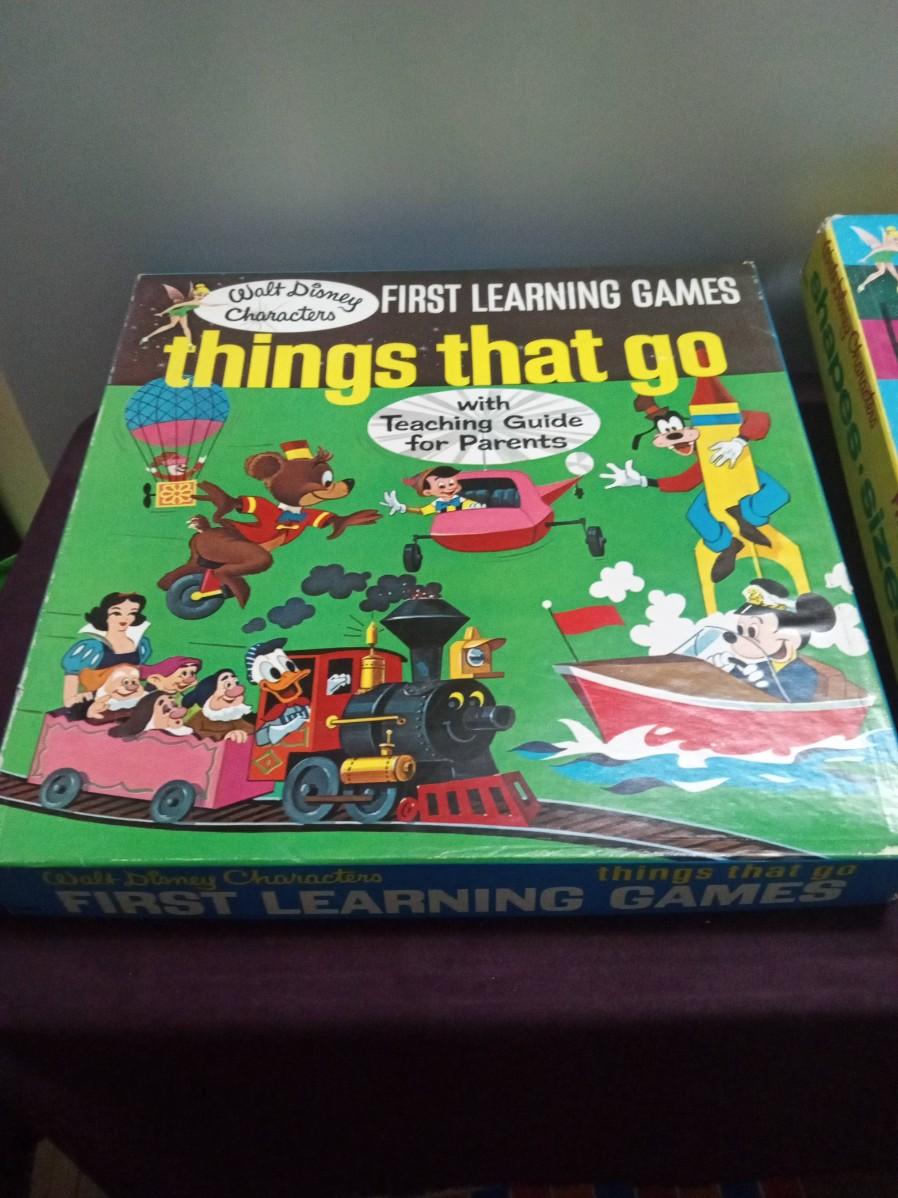 Walt Disney
Characters
FIRST LEARNING GAMES
things that go
with
Teaching Guide
for Parents
Walt Disney Characters
things that go
FIRST LEARNING GAMES
shapes